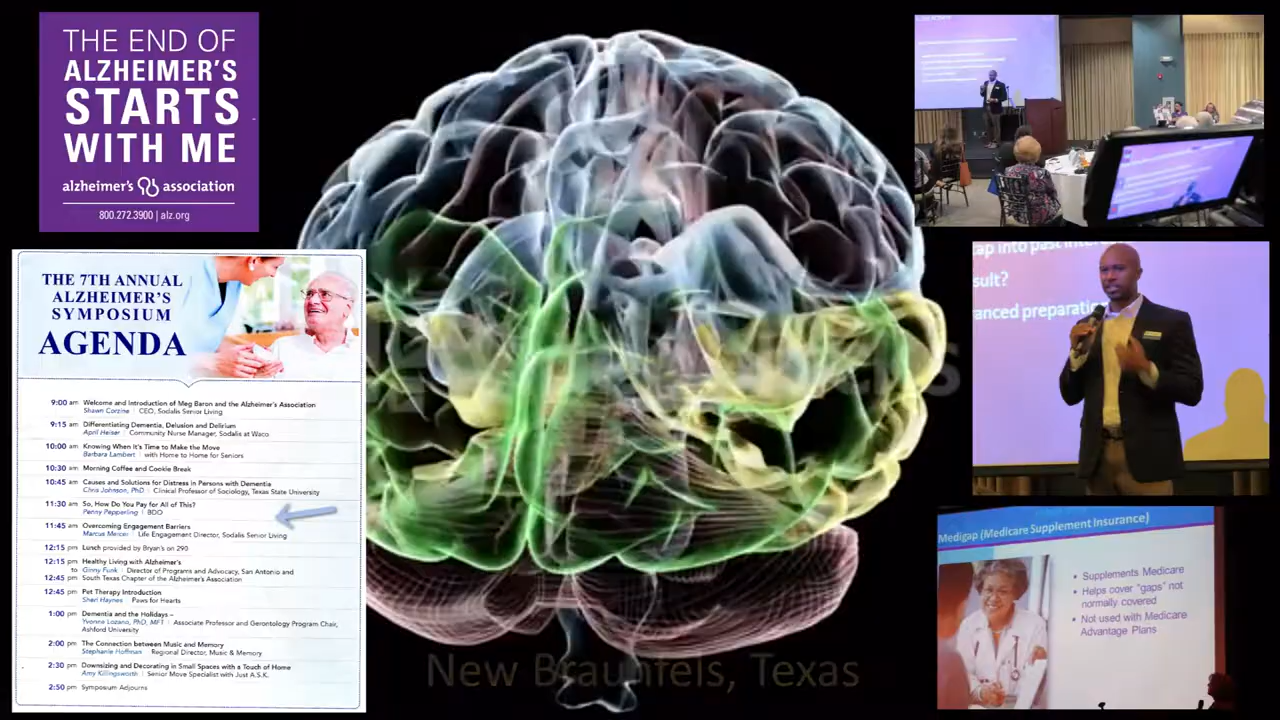 THE END OF
ALZHEIMER'S
STARTS
WITH ME
alzheimer's association
800.272.3900 | alz.org
THE 7TH ANNUAL
ALZHEIMER'S
SYMPOSIUM
AGENDA
9:00 am Welcome and Introduction of Meg Baron and the Alzheimer's Association
Shawn Corzine | CEO, Sodalis Senior Living
9:15 am Differentiating Dementia, Delusion and Delirium
April Heiser | Community Nurse Manager, Sodalis at Waco
10:00 am Knowing When It's Time to Make the Move
Barbara Lambert | with Home to Home for Seniors
10:30 am Morning Coffee and Cookie Break
10:45 am Causes and Solutions for Distress in Persons with Dementia
Chris Johnson, PhD | Clinical Professor of Sociology, Texas State University
11:30 am So, How Do You Pay for All of This?
Penny Pepperling | BDO
11:45 am Overcoming Engagement Barriers
Marcus Mercer | Life Engagement Director, Sodalis Senior Living
12:15 pm Lunch provided by Bryan's on 290
12:15 pm Healthy Living with Alzheimer's
to Ginny Funk | Director of Programs and Advocacy, San Antonio and
12:45 pm South Texas Chapter of the Alzheimer's Association
12:45 pm Pet Therapy Introduction
Sheri Haynes | Paws for Hearts
1:00 pm Dementia and the Holidays –
Yvonne Lozano, PhD, MFT | Associate Professor and Gerontology Program Chair,
Ashford University
2:00 pm The Connection between Music and Memory
Stephanie Hoffman | Regional Director, Music & Memory
2:30 pm Downsizing and Decorating in Small Spaces with a Touch of Home
Amy Killingsworth | Senior Move Specialist with Just A.S.K.
2:50 pm Symposium Adjourns
New Braunfels, Texas
ap into past
sult?
anced preparatio
Medigap (Medicare Supplement Insurance)
• Supplements Medicare
• Helps cover "gaps" not
normally covered
• Not used with Medicare
Advantage Plans